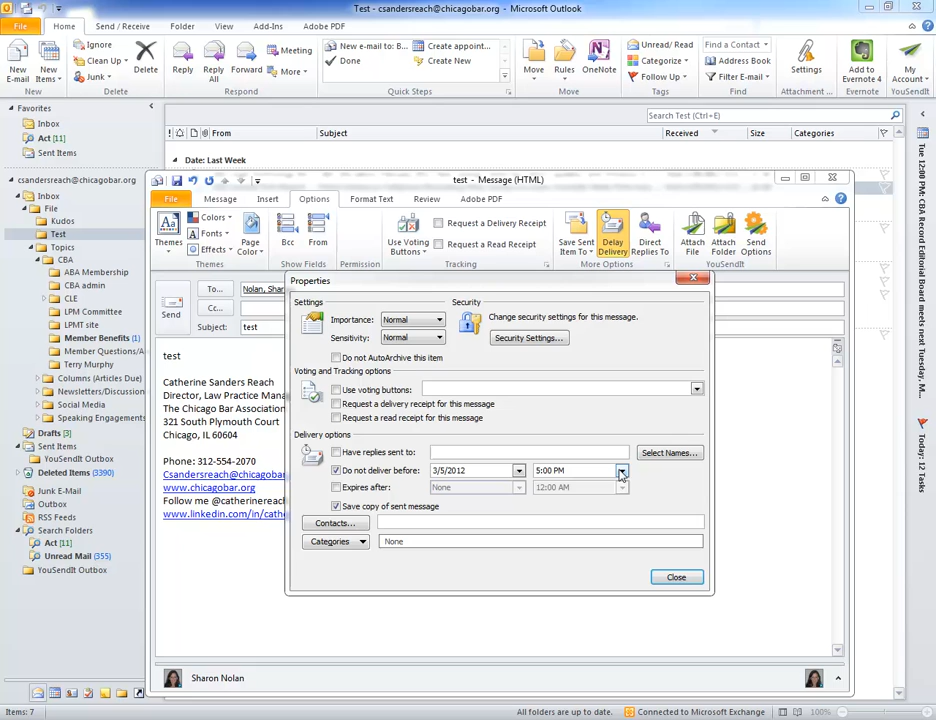 Test - csandersreach@chicagobar.org - Microsoft Outlook
File Home Send / Receive Folder View Add-Ins Adobe PDF
New E-mail
New Items
Ignore
Clean Up
Junk
Delete
Reply
Reply All
Forward
Meeting
More
New e-mail to: B...
Done
Create appoint...
Create New
Move
Rules
OneNote
Unread/ Read
Categorize
Follow Up
Find a Contact
Address Book
Filter E-mail
Settings
Add to Evernote 4
My Account
New Delete Respond Quick Steps Move Tags Find Attachment ... Evernote YouSendIt
Favorites
Inbox
Act [11]
Sent Items
csandersreach@chicagobar.org
Inbox
File
Kudos
Test
Topics
CBA
ABA Membership
CBA admin
CLE
LPM Committee
LPMT site
Member Benefits (1)
Member Questions/A
Terry Murphy
Columns (Articles Due)
Newsletters/Discussion
Social Media
Speaking Engagements
Drafts [3]
Sent Items
YouSendIt Outbox
Deleted Items (3390)
Junk E-mail
Outbox
RSS Feeds
Search Folders
Act [11]
Unread Mail (355)
YouSendIt Outbox
Search Test (Ctrl+E)
From Subject Received Size Categories
Date: Last Week
test - Message (HTML)
File Message Insert Options Format Text Review Adobe PDF
Themes
Colors
Fonts
Effects
Page Color
Bcc
From
Use Voting Buttons
Request a Delivery Receipt
Request a Read Receipt
Save Sent Item To
Delay Delivery
Direct Replies To
Attach File
Attach Folder
Send Options
Themes Show Fields Permission Tracking More Options YouSendIt
Send
To... Nolan, Shar
Cc...
Subject: test
test
Catherine Sanders Reach
Director, Law Practice Mana
The Chicago Bar Association
321 South Plymouth Court
Chicago, IL 60604
Phone: 312-554-2070
Csandersreach@chicagobar.
www.chicagobar.org
Follow me @catherinereach
www.linkedin.com/in/cathe
Properties
Settings Security
Importance: Normal
Sensitivity: Normal
Do not AutoArchive this item
Change security settings for this message.
Security Settings...
Voting and Tracking options
Use voting buttons:
Request a delivery receipt for this message
Request a read receipt for this message
Delivery options
Have replies sent to: Select Names...
Do not deliver before: 3/5/2012 5:00 PM
Expires after: None 12:00 AM
Save copy of sent message
Contacts...
Categories None
Close
Sharon Nolan
Tue 12:00 PM: CBA Record Editorial Board meets next Tuesday, M...
Today: 12 Tasks
Items: 7 All folders are up to date. Connected to Microsoft Exchange 100%